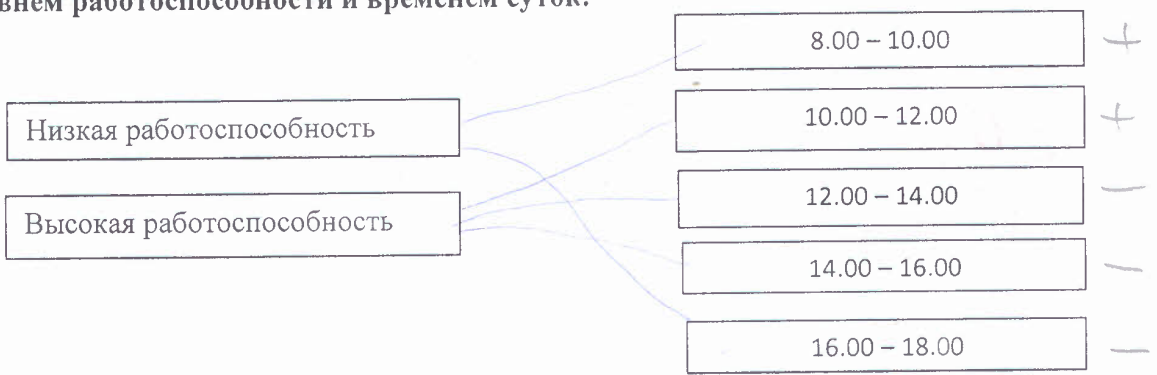 внем работоспособности и временем суток:
8.00 – 10.00 +
Низкая работоспособность
10.00 – 12.00 +
Высокая работоспособность
12.00 – 14.00 —
14.00 – 16.00 —
16.00 – 18.00 —